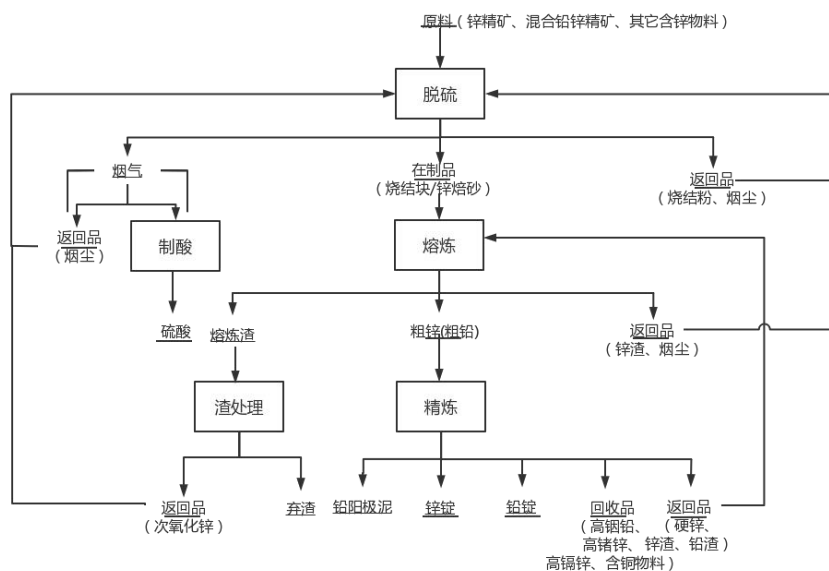 原料（锌精矿、混合铅锌精矿、其它含锌物料）
脱硫
烟气
在制品
（烧结块/锌焙砂）
返回品
（烧结粉、烟尘）
返回品
（烟尘）
制酸
熔炼
硫酸
熔炼渣
粗锌(粗铅)
返回品
（锌渣、烟尘）
渣处理
精炼
返回品
（次氧化锌）
弃渣
铅阳极泥
锌锭
铅锭
回收品
（高铟铅、
高锗锌、
高镉锌、含铜物料）
返回品
（硬锌、
锌渣、铅渣）